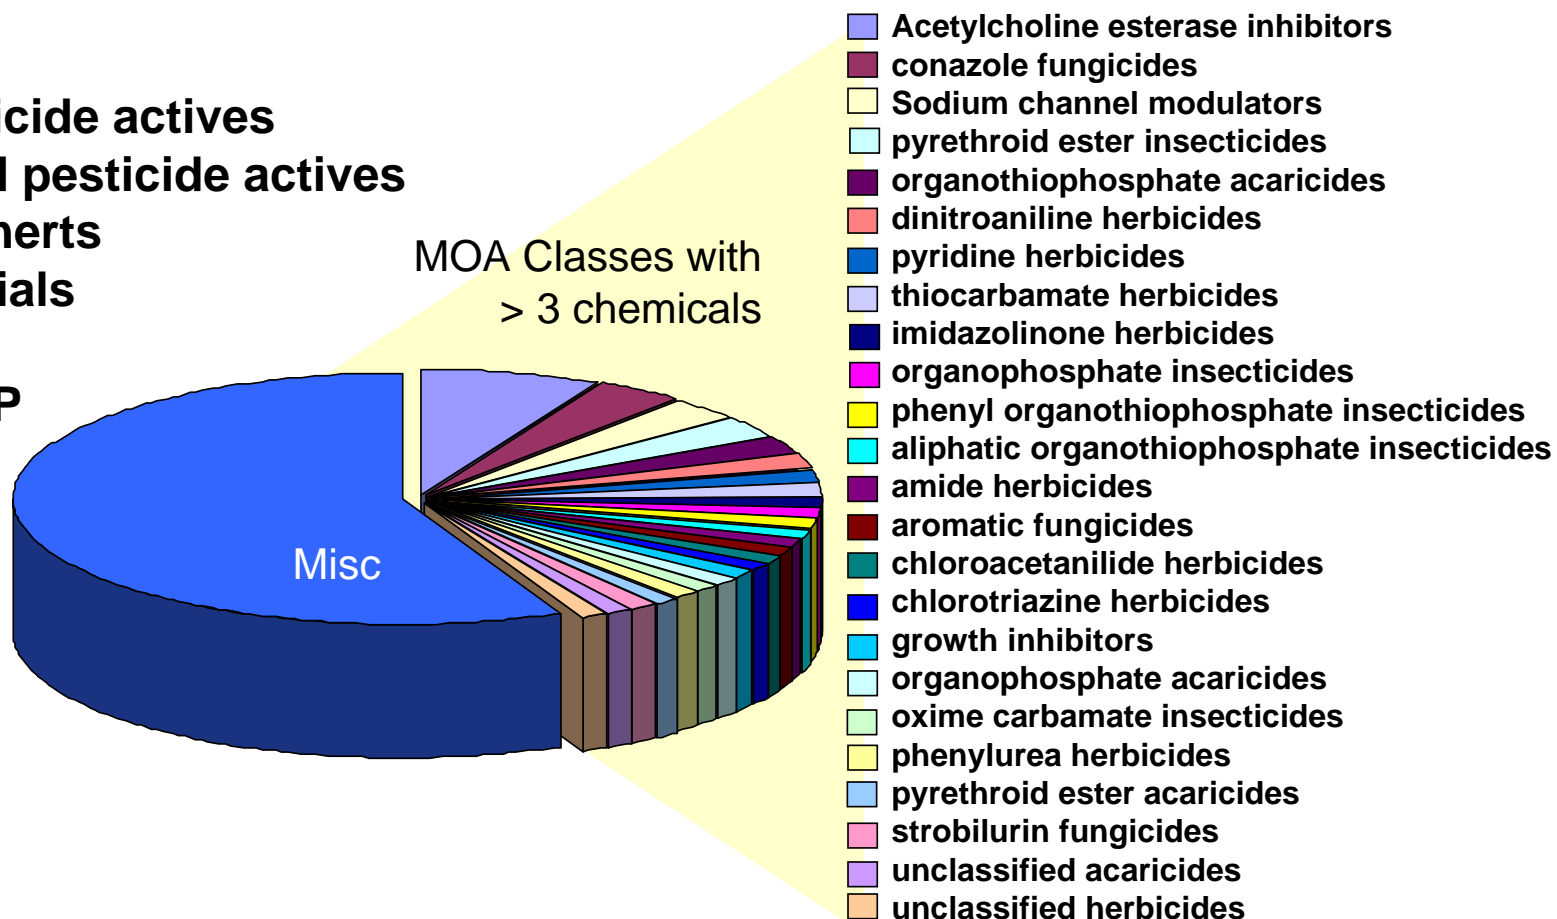 icide actives
pesticide actives
nerts
ials
P
MOA Classes with
> 3 chemicals
Misc
Acetylcholine esterase inhibitors
conazole fungicides
Sodium channel modulators
pyrethroid ester insecticides
organothiophosphate acaricides
dinitroaniline herbicides
pyridine herbicides
thiocarbamate herbicides
imidazolinone herbicides
organophosphate insecticides
phenyl organothiophosphate insecticides
aliphatic organothiophosphate insecticides
amide herbicides
aromatic fungicides
chloroacetanilide herbicides
chlorotriazine herbicides
growth inhibitors
organophosphate acaricides
oxime carbamate insecticides
phenylurea herbicides
pyrethroid ester acaricides
strobilurin fungicides
unclassified acaricides
unclassified herbicides